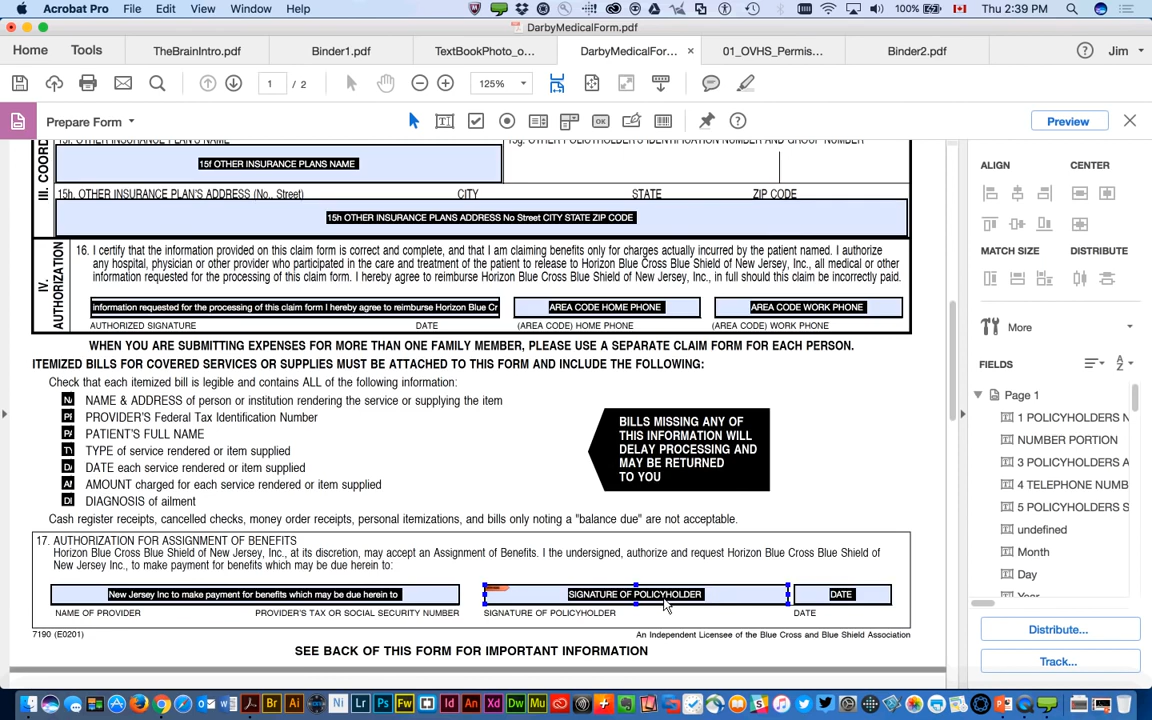 Acrobat Pro File Edit View Window Help 100% Thu 2:39 PM
DarbyMedicalForm.pdf
Home Tools TheBrainIntro.pdf Binder1.pdf TextBookPhoto_o... DarbyMedicalFor... × 01_OVHS_Permis... Binder2.pdf Jim
1 / 2 125%
Prepare Form Preview
15h. OTHER INSURANCE PLAN'S ADDRESS (No., Street) CITY STATE ZIP CODE
15f OTHER INSURANCE PLANS NAME
15h OTHER INSURANCE PLANS ADDRESS No Street CITY STATE ZIP CODE
III. COORD
IV. AUTHORIZATION
16. I certify that the information provided on this claim form is correct and complete, and that I am claiming benefits only for charges actually incurred by the patient named. I authorize
any hospital, physician or other provider who participated in the care and treatment of the patient to release to Horizon Blue Cross Blue Shield of New Jersey, Inc., all medical or other
information requested for the processing of this claim form. I hereby agree to reimburse Horizon Blue Cross Blue Shield of New Jersey, Inc., in full should this claim be incorrectly paid.
information requested for the processing of this claim form I hereby agree to reimburse Horizon Blue Cr AREA CODE HOME PHONE AREA CODE WORK PHONE
AUTHORIZED SIGNATURE DATE (AREA CODE) HOME PHONE (AREA CODE) WORK PHONE
WHEN YOU ARE SUBMITTING EXPENSES FOR MORE THAN ONE FAMILY MEMBER, PLEASE USE A SEPARATE CLAIM FORM FOR EACH PERSON.
ITEMIZED BILLS FOR COVERED SERVICES OR SUPPLIES MUST BE ATTACHED TO THIS FORM AND INCLUDE THE FOLLOWING:
Check that each itemized bill is legible and contains ALL of the following information:
NAME & ADDRESS of person or institution rendering the service or supplying the item
PROVIDER'S Federal Tax Identification Number
PATIENT'S FULL NAME
TYPE of service rendered or item supplied
DATE each service rendered or item supplied
AMOUNT charged for each service rendered or item supplied
DIAGNOSIS of ailment
BILLS MISSING ANY OF
THIS INFORMATION WILL
DELAY PROCESSING AND
MAY BE RETURNED
TO YOU
Cash register receipts, cancelled checks, money order receipts, personal itemizations, and bills only noting a "balance due" are not acceptable.
17. AUTHORIZATION FOR ASSIGNMENT OF BENEFITS
Horizon Blue Cross Blue Shield of New Jersey, Inc., at its discretion, may accept an Assignment of Benefits. I the undersigned, authorize and request Horizon Blue Cross Blue Shield of
New Jersey Inc., to make payment for benefits which may be due herein to:
New Jersey Inc to make payment for benefits which may be due herein to SIGNATURE OF POLICYHOLDER DATE
NAME OF PROVIDER PROVIDER'S TAX OR SOCIAL SECURITY NUMBER SIGNATURE OF POLICYHOLDER DATE
7190 (E0201) An Independent Licensee of the Blue Cross and Blue Shield Association
SEE BACK OF THIS FORM FOR IMPORTANT INFORMATION
ALIGN CENTER
MATCH SIZE DISTRIBUTE
More
FIELDS
Page 1
1 POLICYHOLDERS N
NUMBER PORTION
3 POLICYHOLDERS A
4 TELEPHONE NUMB
5 POLICYHOLDERS S
undefined
Month
Day
Year
Distribute...
Track...